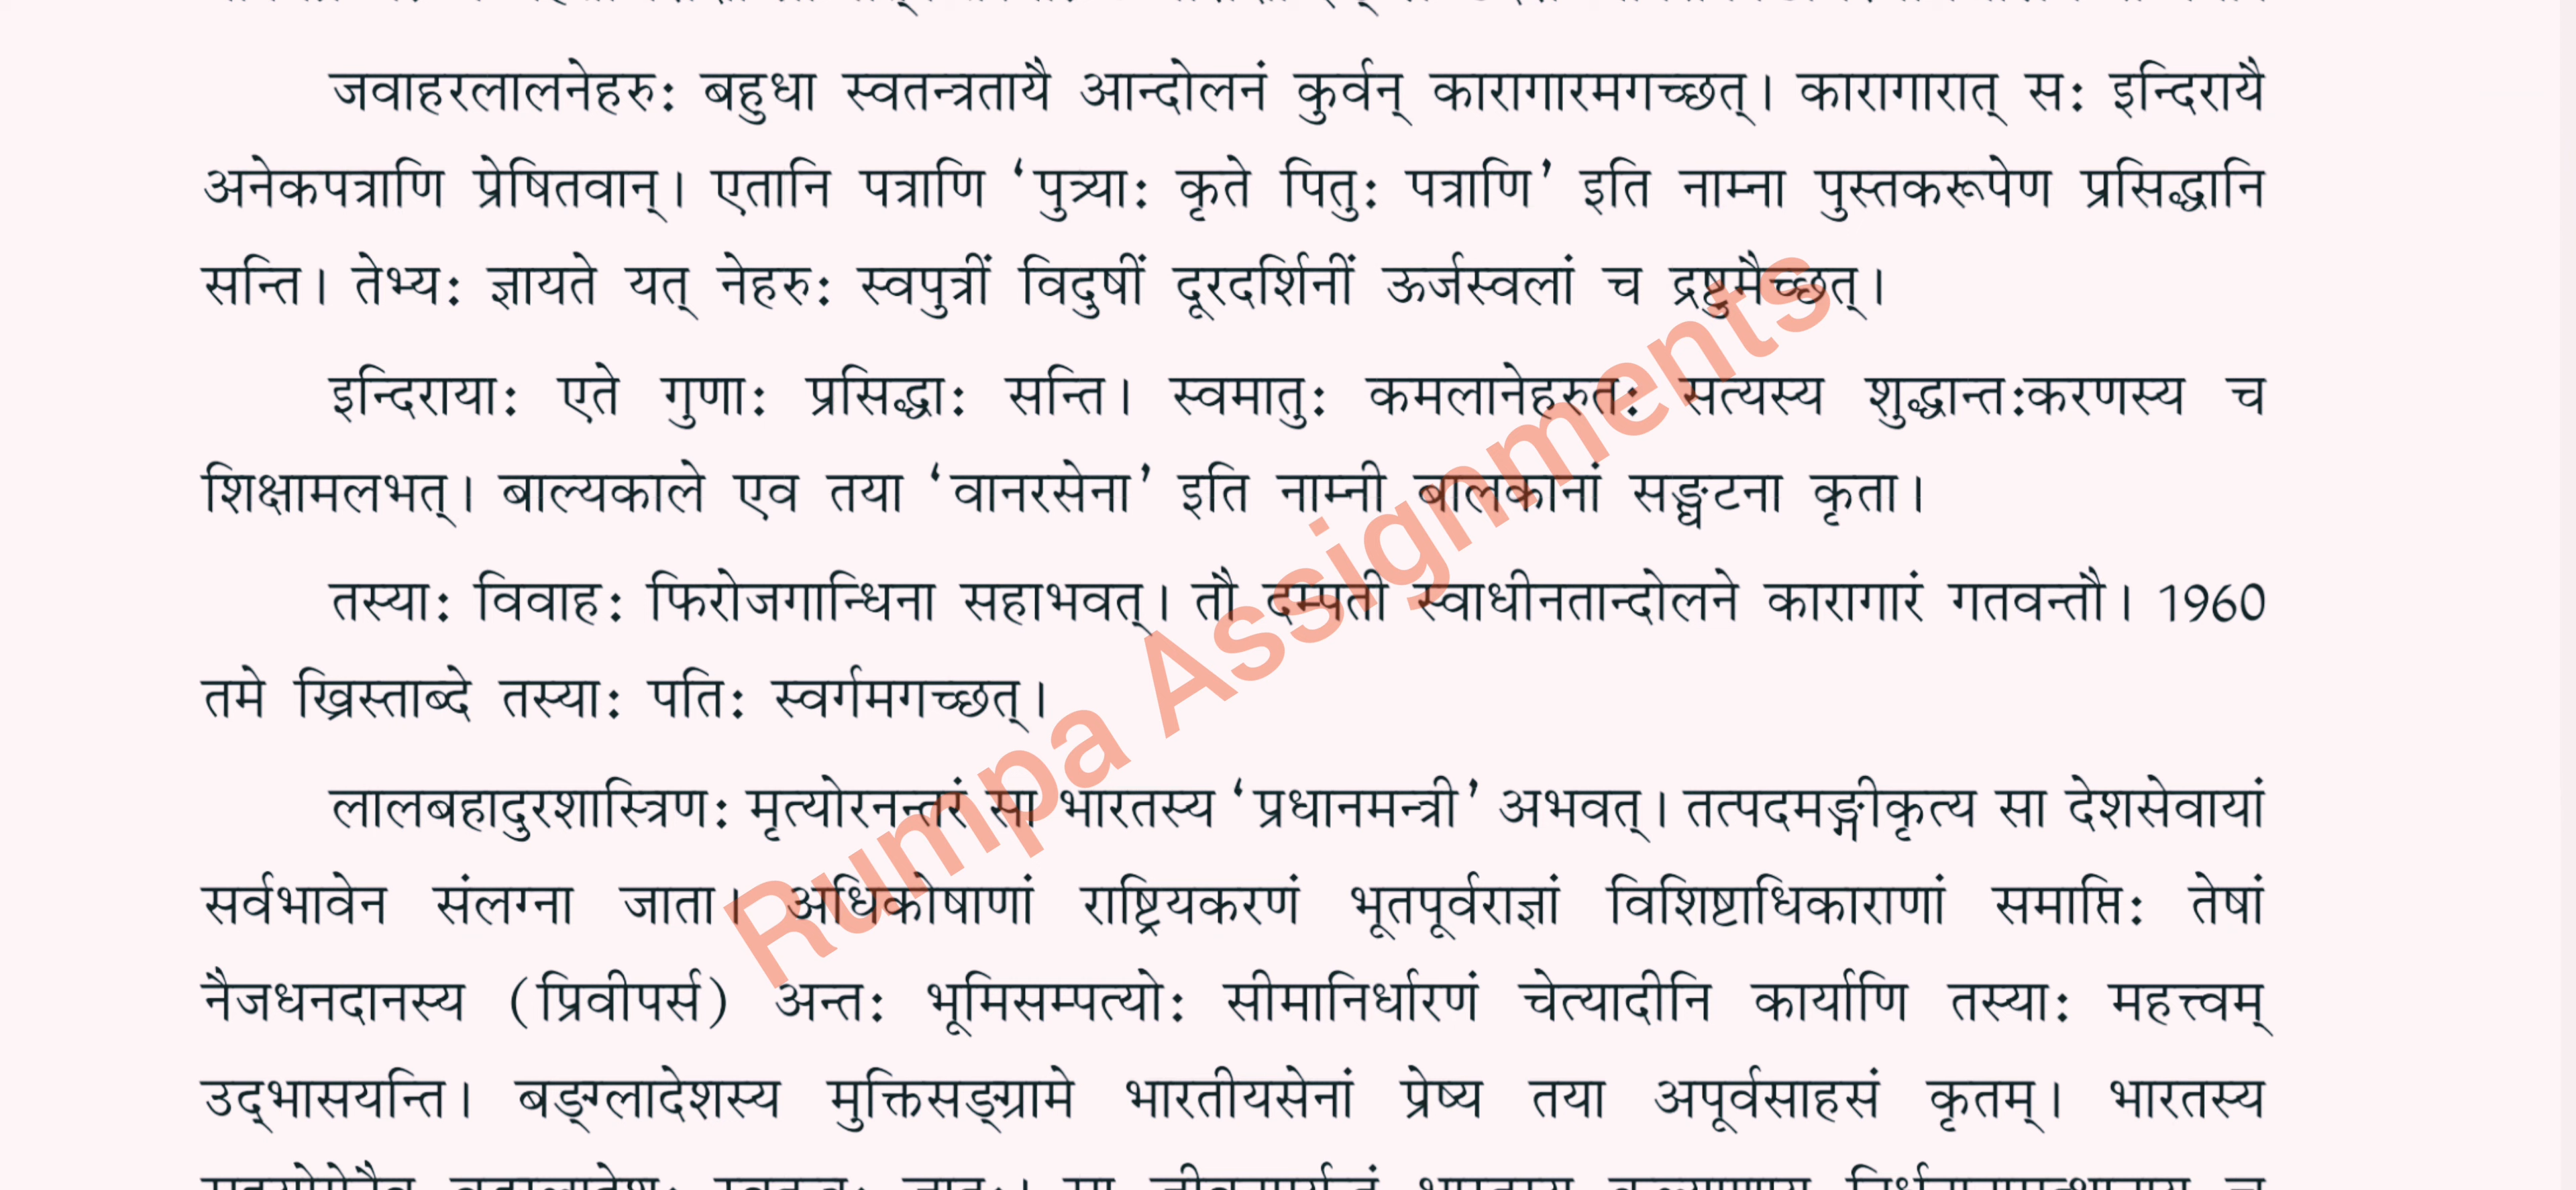 जवाहरलालनेहरुः बहुधा स्वतन्त्रतायै आन्दोलनं कुर्वन् कारागारमगच्छत्। कारागारात् सः इन्दिरायै
अनेकपत्राणि प्रेषितवान्। एतानि पत्राणि ‘पुत्र्याः कृते पितुः पत्राणि’ इति नाम्ना पुस्तकरूपेण प्रसिद्धानि
सन्ति। तेभ्यः ज्ञायते यत् नेहरुः स्वपुत्रीं विदुषीं दूरदर्शिनीं ऊर्जस्वलां च द्रष्टुमैच्छत्।
इन्दिरायाः एते गुणाः प्रसिद्धाः सन्ति। स्वमातुः कमलानेहरुतः सत्यस्य शुद्धान्तःकरणस्य च
शिक्षामलभत्। बाल्यकाले एव तया ‘वानरसेना’ इति नाम्नी बालकानां सङ्घटना कृता।
तस्याः विवाहः फिरोजगान्धिना सहाभवत्। तौ दम्पती स्वाधीनतान्दोलने कारागारं गतवन्तौ। 1960
तमे ख्रिस्ताब्दे तस्याः पतिः स्वर्गमगच्छत्।
लालबहादुरशास्त्रिणः मृत्योरनन्तरं सा भारतस्य ‘प्रधानमन्त्री’ अभवत्। तत्पदमङ्गीकृत्य सा देशसेवायां
सर्वभावेन संलग्ना जाता। अधिकोषाणां राष्ट्रियकरणं भूतपूर्वराज्ञां विशिष्टाधिकाराणां समाप्तिः तेषां
नैजधनदानस्य (प्रिवीपर्स) अन्तः भूमिसम्पत्योः सीमानिर्धारणं चेत्यादीनि कार्याणि तस्याः महत्त्वम्
उद्‌भासयन्ति। बङ्ग्लादेशस्य मुक्तिसङ्ग्रामे भारतीयसेनां प्रेष्य तया अपूर्वसाहसं कृतम्। भारतस्य
Rumpa Assignments